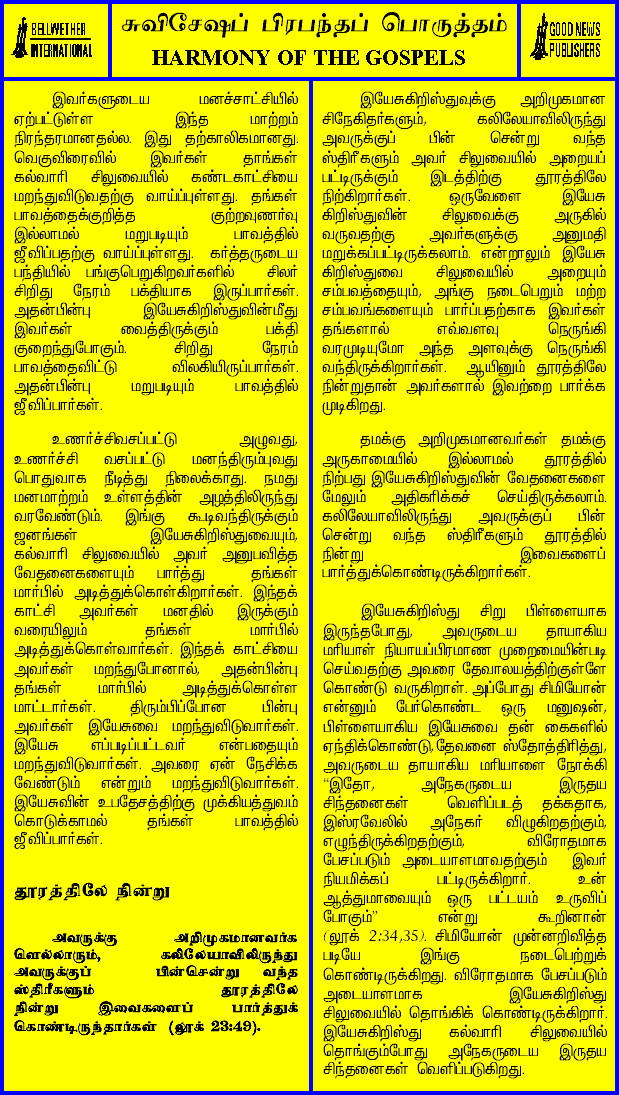 BELLWETHER
INTERNATIONAL
சுவிசேஷப் பிரபந்தப் பொருத்தம்
HARMONY OF THE GOSPELS
GOOD NEWS
PUBLISHERS
இவர்களுடைய மனச்சாட்சியில்
ஏற்பட்டுள்ள இந்த மாற்றம்
நிரந்தரமானதல்ல. இது தற்காலிகமானது.
வெகுவிரைவில் இவர்கள் தாங்கள்
கல்வாரி சிலுவையில் கண்டகாட்சியை
மறந்துவிடுவதற்கு வாய்ப்புள்ளது. தங்கள்
பாவத்தைக்குறித்த குற்றவுணர்வு
இல்லாமல் மறுபடியும் பாவத்தில்
ஜீவிப்பதற்கு வாய்ப்புள்ளது. கர்த்தருடைய
பந்தியில் பங்குபெறுகிறவர்களில் சிலர்
சிறிது நேரம் பக்தியாக இருப்பார்கள்.
அதன்பின்பு இயேசுகிறிஸ்துவின்மீது
இவர்கள் வைத்திருக்கும் பக்தி
குறைந்துபோகும். சிறிது நேரம்
பாவத்தைவிட்டு விலகியிருப்பார்கள்.
அதன்பின்பு மறுபடியும் பாவத்தில்
ஜீவிப்பார்கள்.
உணர்ச்சிவசப்பட்டு அழுவது,
உணர்ச்சி வசப்பட்டு மனந்திரும்புவது
பொதுவாக நீடித்து நிலைக்காது. நமது
மனமாற்றம் உள்ளத்தின் ஆழத்திலிருந்து
வரவேண்டும். இங்கு கூடிவந்திருக்கும்
ஜனங்கள் இயேசுகிறிஸ்துவையும்,
கல்வாரி சிலுவையில் அவர் அனுபவித்த
வேதனைகளையும் பார்த்து தங்கள்
மார்பில் அடித்துக்கொள்கிறார்கள். இந்தக்
காட்சி அவர்கள் மனதில் இருக்கும்
வரையிலும் தங்கள் மார்பில்
அடித்துக்கொள்வார்கள். இந்தக் காட்சியை
அவர்கள் மறந்துபோனால், அதன்பின்பு
தங்கள் மார்பில் அடித்துக்கொள்ள
மாட்டார்கள். திரும்பிப்போன பின்பு
அவர்கள் இயேசுவை மறந்துவிடுவார்கள்.
இயேசு எப்படிப்பட்டவர் என்பதையும்
மறந்துவிடுவார்கள். அவரை ஏன் நேசிக்க
வேண்டும் என்றும் மறந்துவிடுவார்கள்.
இயேசுவின் உபதேசத்திற்கு முக்கியத்துவம்
கொடுக்காமல் தங்கள் பாவத்தில்
ஜீவிப்பார்கள்.
தூரத்திலே நின்று
அவருக்கு அறிமுகமானவர்க
ளெல்லாரும், கலிலேயாவிலிருந்து
அவருக்குப் பின்சென்று வந்த
ஸ்திரீகளும் தூரத்திலே
நின்று இவைகளைப் பார்த்துக்
கொண்டிருந்தார்கள் (லூக் 23:49).
இயேசுகிறிஸ்துவுக்கு அறிமுகமான
சிநேகிதர்களும், கலிலேயாவிலிருந்து
அவருக்குப் பின் சென்று வந்த
ஸ்திரீகளும் அவர் சிலுவையில் அறையப்
பட்டிருக்கும் இடத்திற்கு தூரத்திலே
நிற்கிறார்கள். ஒருவேளை இயேசு
கிறிஸ்துவின் சிலுவைக்கு அருகில்
வருவதற்கு அவர்களுக்கு அனுமதி
மறுக்கப்பட்டிருக்கலாம். என்றாலும் இயேசு
கிறிஸ்துவை சிலுவையில் அறையும்
சம்பவத்தையும், அங்கு நடைபெறும் மற்ற
சம்பவங்களையும் பார்ப்பதற்காக இவர்கள்
தங்களால் எவ்வளவு நெருங்கி
வரமுடியுமோ அந்த அளவுக்கு நெருங்கி
வந்திருக்கிறார்கள். ஆயினும் தூரத்திலே
நின்றுதான் அவர்களால் இவற்றை பார்க்க
முடிகிறது.
தமக்கு அறிமுகமானவர்கள் தமக்கு
அருகாமையில் இல்லாமல் தூரத்தில்
நிற்பது இயேசுகிறிஸ்துவின் வேதனைகளை
மேலும் அதிகரிக்கச் செய்திருக்கலாம்.
கலிலேயாவிலிருந்து அவருக்குப் பின்
சென்று வந்த ஸ்திரீகளும் தூரத்தில்
நின்று இவைகளைப்
பார்த்துக்கொண்டிருக்கிறார்கள்.
இயேசுகிறிஸ்து சிறு பிள்ளையாக
இருந்தபோது, அவருடைய தாயாகிய
மரியாள் நியாயப்பிரமாண முறைமையின்படி
செய்வதற்கு அவரை தேவாலயத்திற்குள்ளே
கொண்டு வருகிறாள். அப்போது சிமியோன்
என்னும் பேர்கொண்ட ஒரு மனுஷன்,
பிள்ளையாகிய இயேசுவை தன் கைகளில்
ஏந்திக்கொண்டு,தேவனை ஸ்தோத்திரித்து,
அவருடைய தாயாகிய மரியாளை நோக்கி
“இதோ, அநேகருடைய இருதய
சிந்தனைகள் வெளிப்படத் தக்கதாக,
இஸ்ரவேலில் அநேகர் விழுகிறதற்கும்,
எழுந்திருக்கிறதற்கும், விரோதமாக
பேசப்படும் அடையாளமாவதற்கும் இவர்
நியமிக்கப் பட்டிருக்கிறார். உன்
ஆத்துமாவையும் ஒரு பட்டயம் உருவிப்
போகும்” என்று கூறினான்
(லூக் 2:34,35). சிமியோன் முன்னறிவித்த
படியே இங்கு நடைபெற்றுக்
கொண்டிருக்கிறது. விரோதமாக பேசப்படும்
அடையாளமாக இயேசுகிறிஸ்து
சிலுவையில் தொங்கிக் கொண்டிருக்கிறார்.
இயேசுகிறிஸ்து கல்வாரி சிலுவையில்
தொங்கும்போது அநேகருடைய இருதய
சிந்தனைகள் வெளிப்படுகிறது.